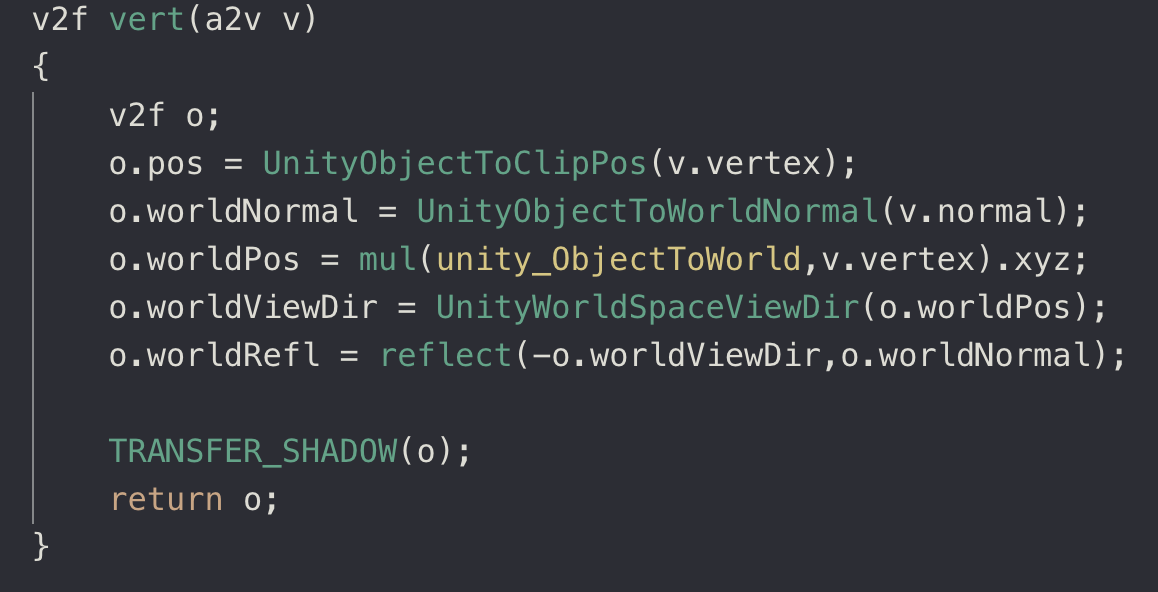 v2f vert(a2v v)
{
    v2f o;
    o.pos = UnityObjectToClipPos(v.vertex);
    o.worldNormal = UnityObjectToWorldNormal(v.normal);
    o.worldPos = mul(unity_ObjectToWorld,v.vertex).xyz;
    o.worldViewDir = UnityWorldSpaceViewDir(o.worldPos);
    o.worldRefl = reflect(-o.worldViewDir,o.worldNormal);

    TRANSFER_SHADOW(o);
    return o;
}